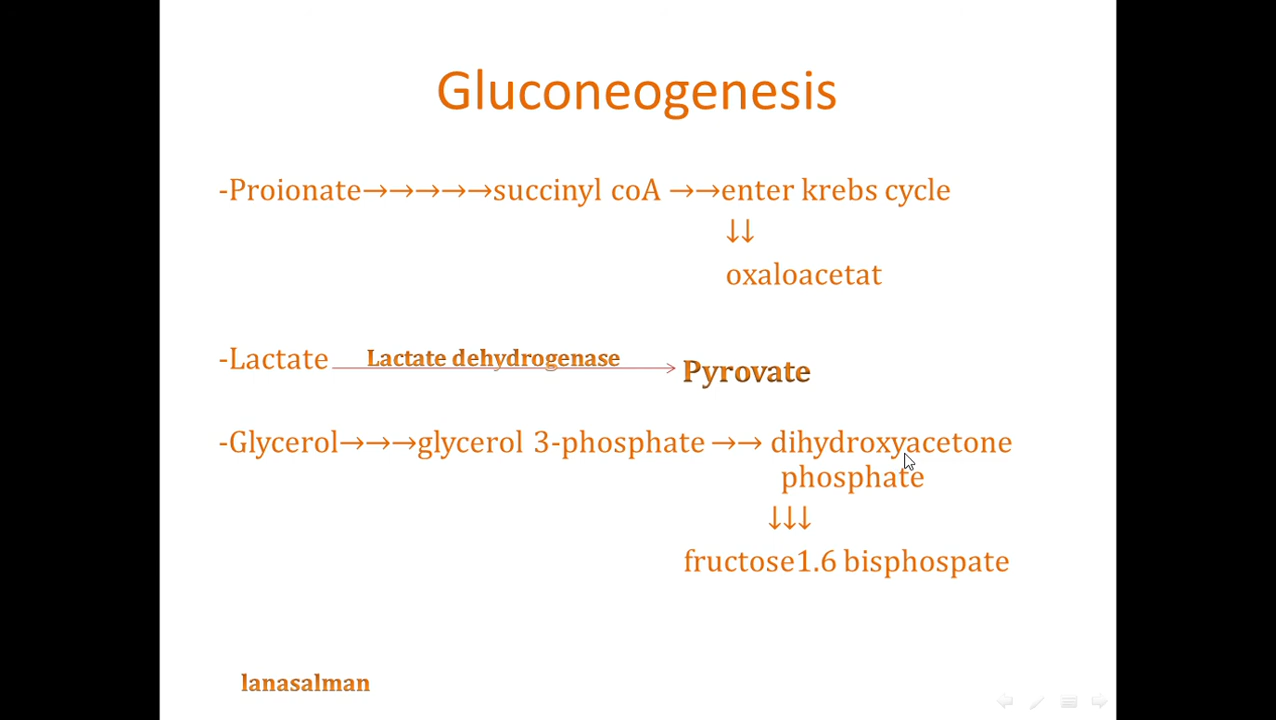 Gluconeogenesis
-Proionate→→→→→succinyl coA →→enter krebs cycle
↓↓
oxaloacetat
-Lactate Lactate dehydrogenase → Pyrovate
-Glycerol→→→glycerol 3-phosphate →→ dihydroxyacetone
phosphate
↓↓↓
fructose1.6 bisphospate
lanasalman